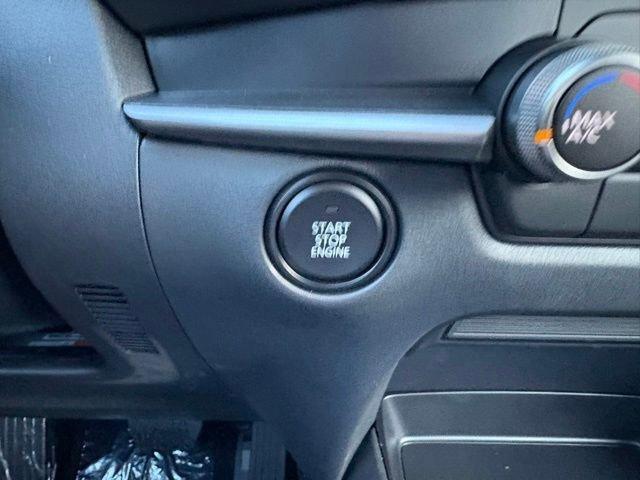 MAX
A/C
START
STOP
ENGINE